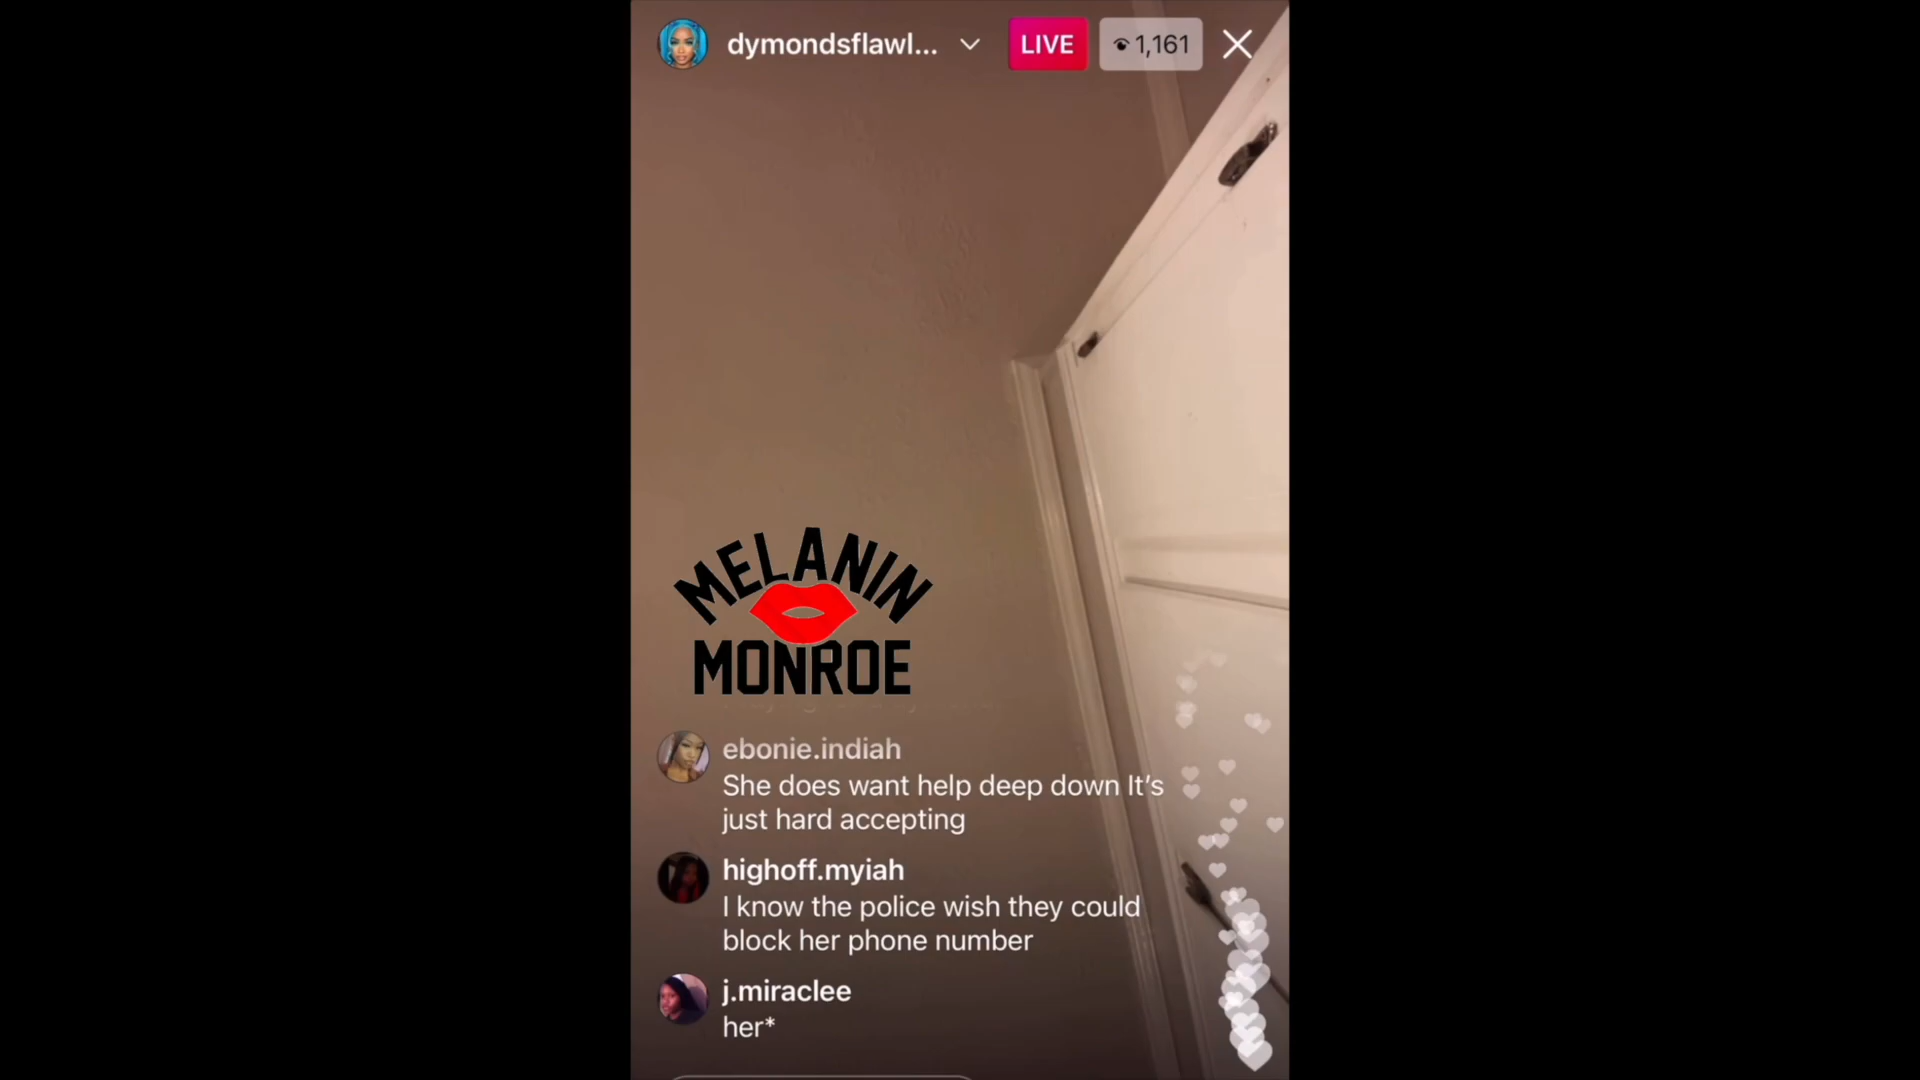 dymondsflawl...
LIVE
1,161
MELANIN
MONROE
ebonie.indiah
She does want help deep down It’s
just hard accepting
highoff.myiah
I know the police wish they could
block her phone number
j.miraclee
her*